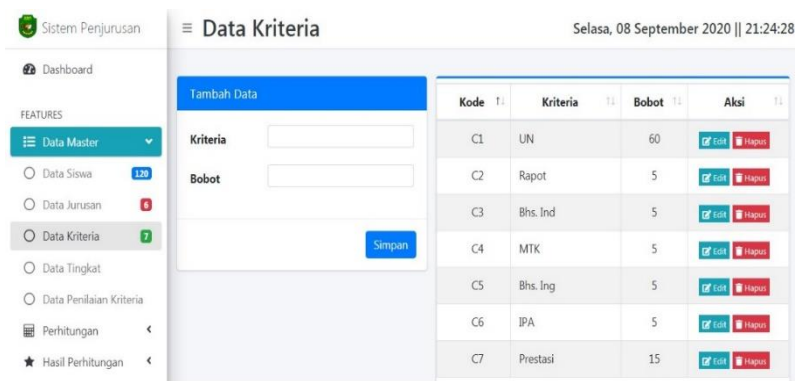 Sistem Penjurusan
Dashboard
FEATURES
Data Master
Data Siswa 120
Data Jurusan 6
Data Kriteria 7
Data Tingkat
Data Penilaian Kriteria
Perhitungan
Hasil Perhitungan
Data Kriteria
Selasa, 08 September 2020 || 21:24:28
Tambah Data
Kriteria
Bobot
Simpan
Kode Kriteria Bobot Aksi
C1 UN 60 Edit Hapus
C2 Rapot 5 Edit Hapus
C3 Bhs. Ind 5 Edit Hapus
C4 MTK 5 Edit Hapus
C5 Bhs. Ing 5 Edit Hapus
C6 IPA 5 Edit Hapus
C7 Prestasi 15 Edit Hapus